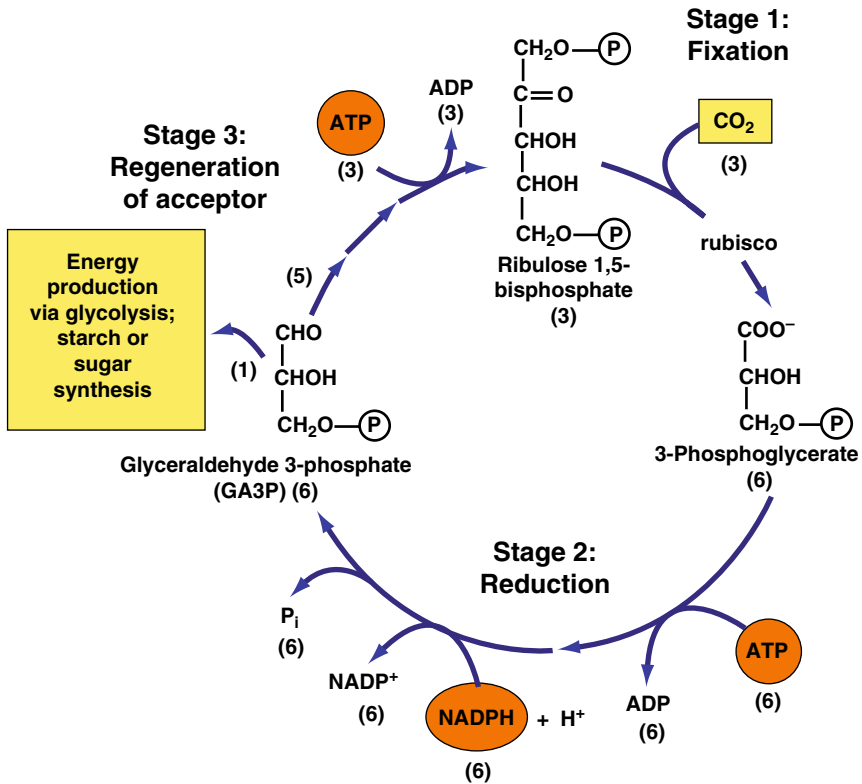 Stage 1:
Fixation
CH₂O—P
C=O
CHOH
CHOH
CH₂O—P
Ribulose 1,5-
bisphosphate
(3)
CO₂
(3)
rubisco
COO⁻
CHOH
CH₂O—P
3-Phosphoglycerate
(6)
Stage 2:
Reduction
ATP
(6)
ADP
(6)
NADPH + H⁺
(6)
NADP⁺
(6)
Pᵢ
(6)
CHO
CHOH
CH₂O—P
Glyceraldehyde 3-phosphate
(GA3P) (6)
(1)
Energy
production
via glycolysis;
starch or
sugar
synthesis
(5)
Stage 3:
Regeneration
of acceptor
ATP
(3)
ADP
(3)